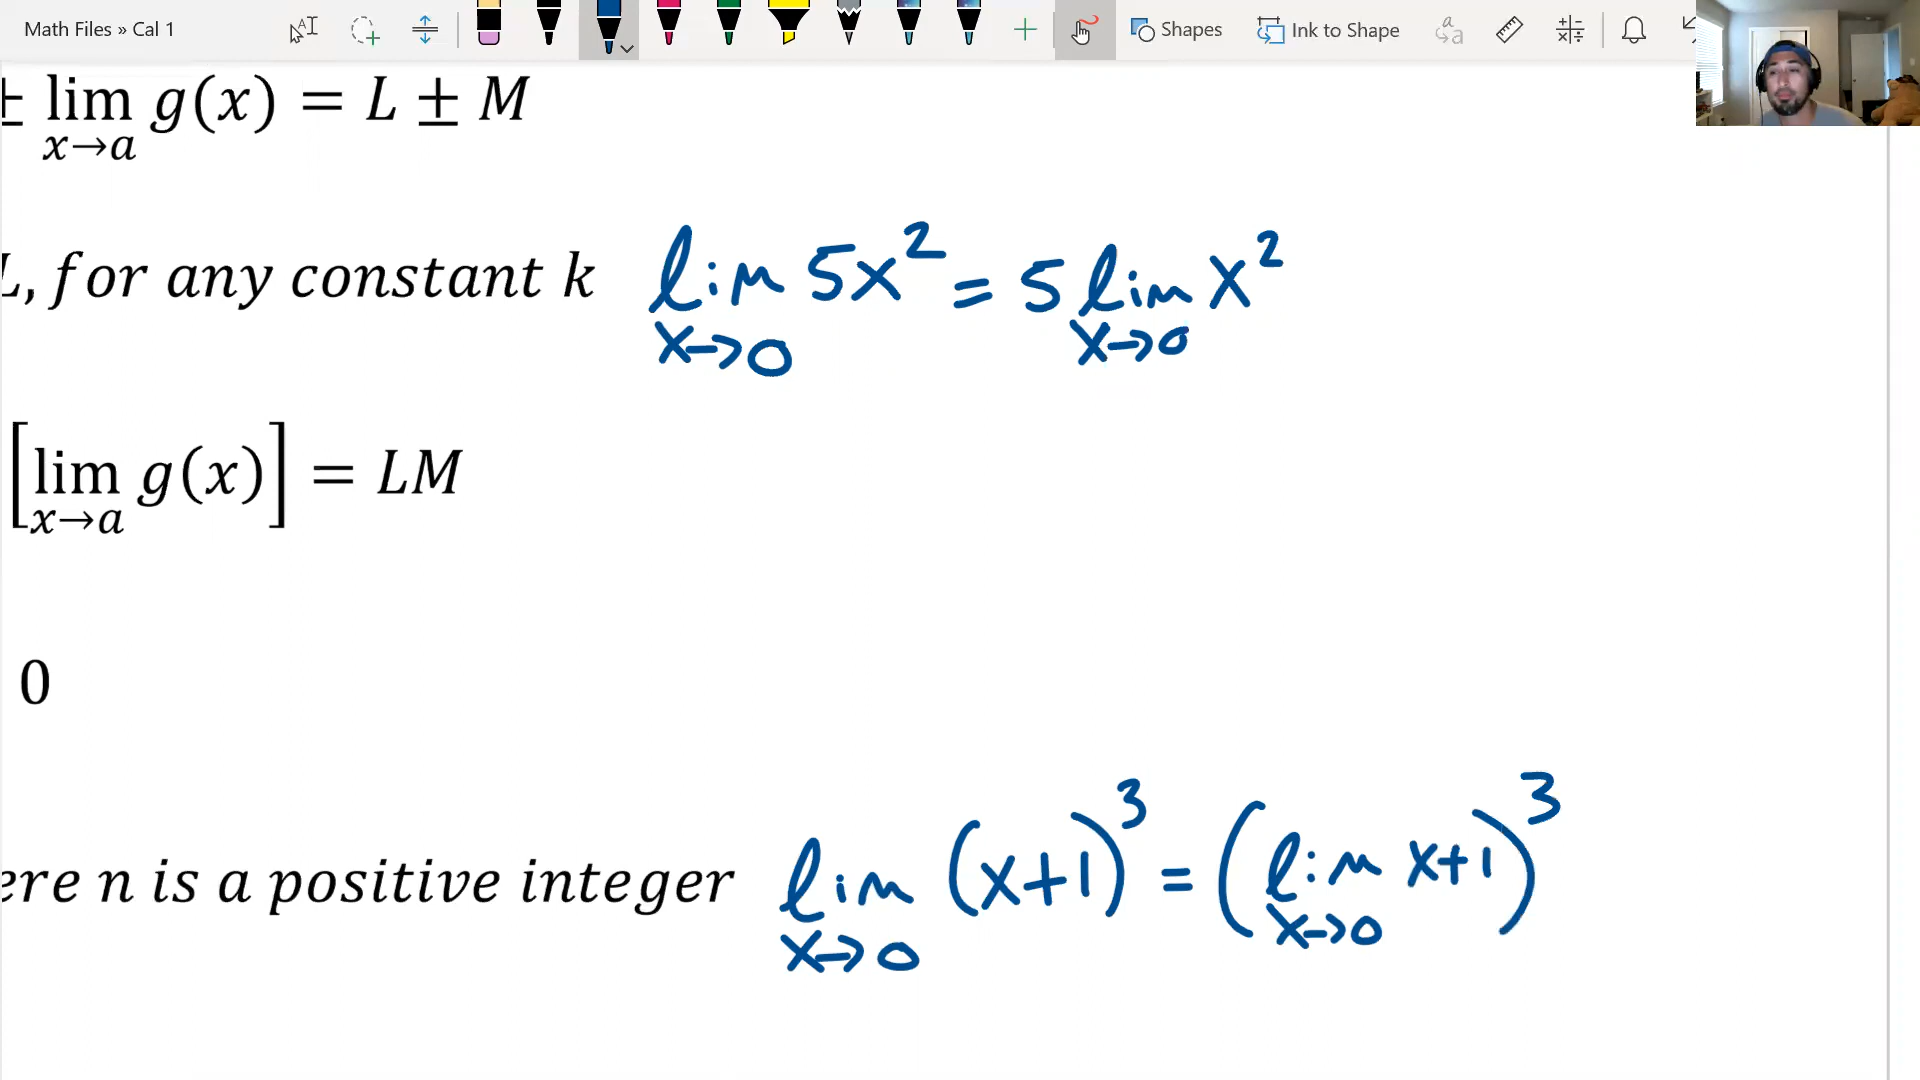 Math Files » Cal 1
Shapes
Ink to Shape
± lim g(x) = L ± M
x→a
L, for any constant k
lim 5x² = 5 lim x²
x→0 x→0
[lim g(x)] = LM
x→a
0
ere n is a positive integer
lim (x+1)³ = (lim x+1)³
x→0 x→0